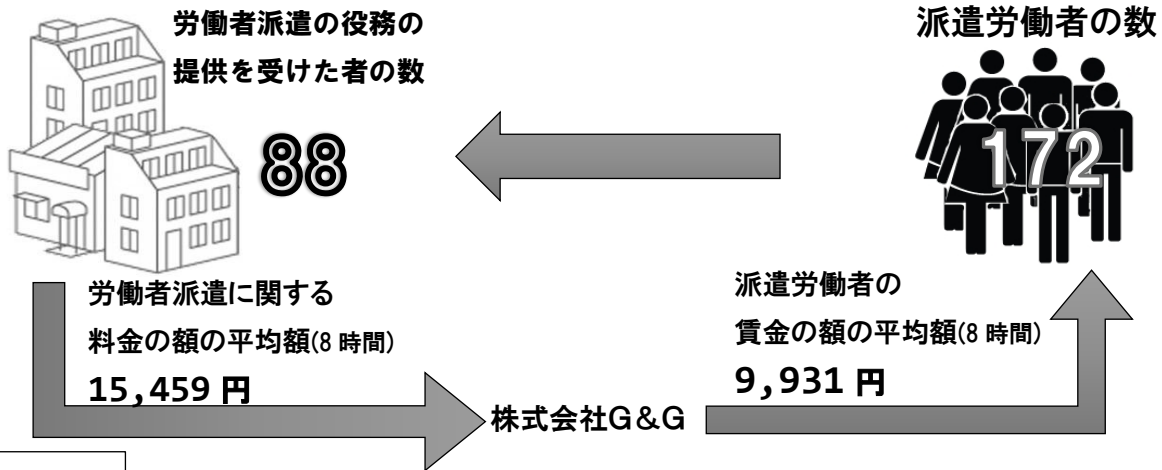 労働者派遣の役務の
提供を受けた者の数
88
派遣労働者の数
172
労働者派遣に関する
料金の額の平均額(8 時間)
15,459 円
派遣労働者の
賃金の額の平均額(8 時間)
9,931 円
株式会社G&G